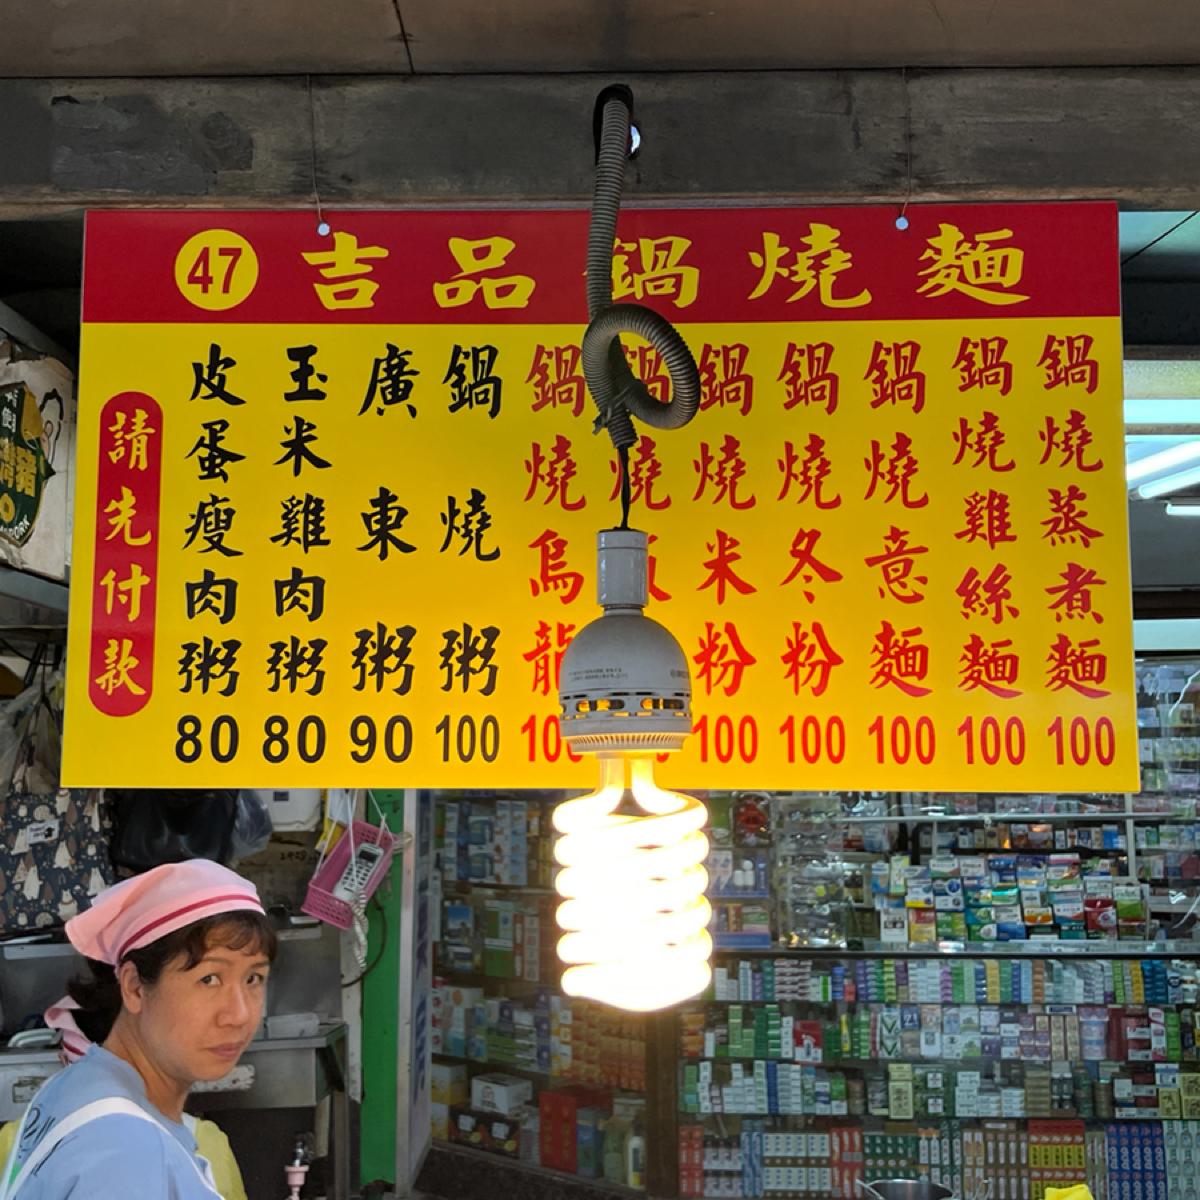 47 吉品鍋燒麵
鍋燒蒸煮麵 100
鍋燒雞絲麵 100
鍋燒意麵 100
鍋燒冬粉 100
鍋燒米粉 100
鍋燒
鍋燒烏龍 100
鍋燒粥 100
廣東粥 90
玉米雞肉粥 80
皮蛋瘦肉粥 80
請先付款